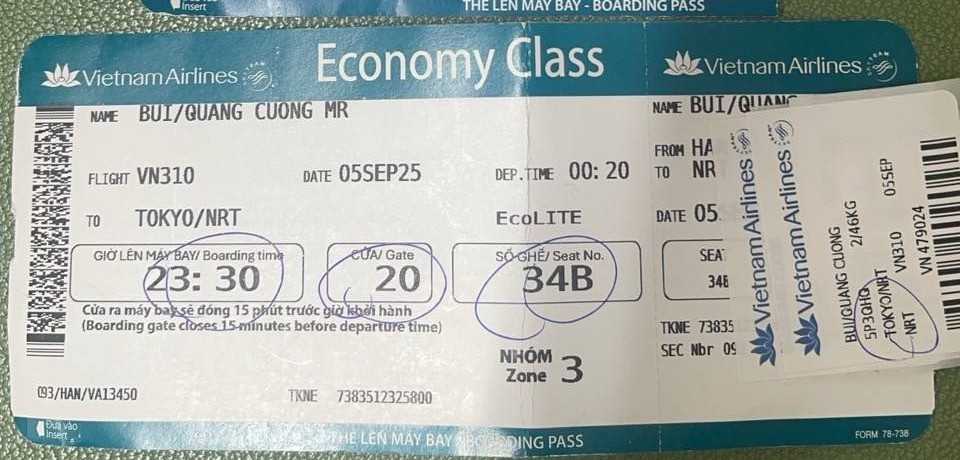 Insert
THẺ LÊN MÁY BAY - BOARDING PASS
Vietnam Airlines
Economy Class
Vietnam Airlines
NAME BUI/QUANG CUONG MR
FLIGHT VN310
DATE 05SEP25
DEP.TIME 00:20
TO TOKYO/NRT
EcoLITE
GIỜ LÊN MÁY BAY/ Boarding time
23:30
CỬA/ Gate
20
SỐ GHẾ/ Seat No.
34B
Cửa ra máy bay sẽ đóng 15 phút trước giờ khởi hành
(Boarding gate closes 15 minutes before departure time)
NHÓM
Zone 3
093/HAN/VA13450
TKNE 7383512325800
Đưa vào
Insert
THẺ LÊN MÁY BAY - BOARDING PASS
NAME BUI/QUANG
FROM HA
TO NR
DATE 05
SEAT
34B
TKNE 73835
SEC Nbr 09
FORM 78-738
Vietnam Airlines
Vietnam Airlines
BUI/QUANG CUONG
2/46KG
5P3QHQ
TOKYO/NRT
VN310 05SEP
NRT
VN 479024